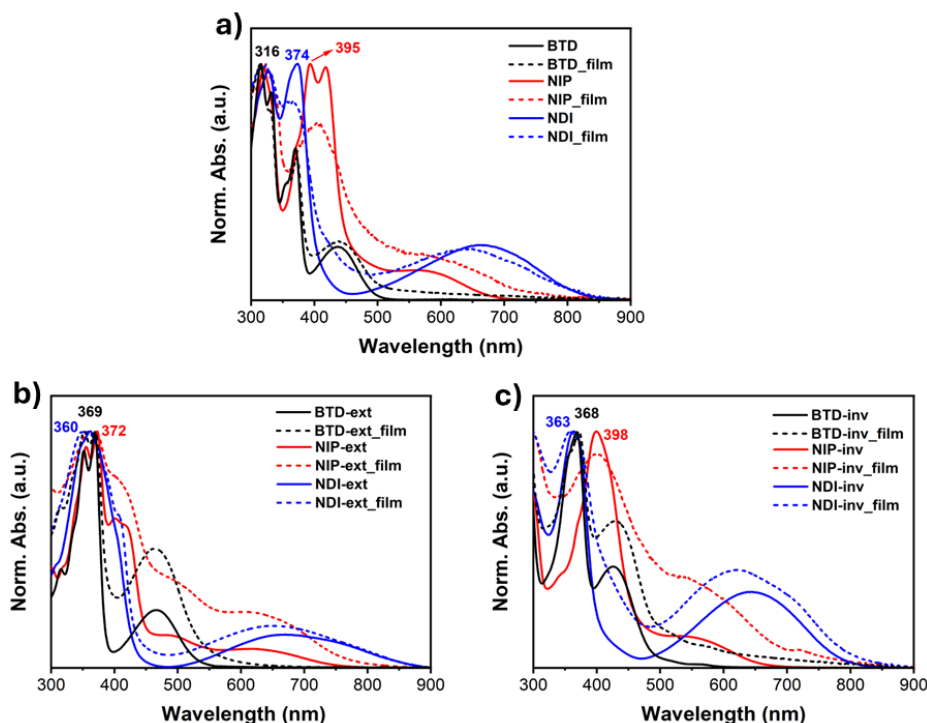 a)
316
374
395
BTD
BTD_film
NIP
NIP_film
NDI
NDI_film
Norm. Abs. (a.u.)
300 400 500 600 700 800 900
Wavelength (nm)
b)
360
369
372
BTD-ext
BTD-ext_film
NIP-ext
NIP-ext_film
NDI-ext
NDI-ext_film
Norm. Abs. (a.u.)
300 400 500 600 700 800 900
Wavelength (nm)
c)
363
368
398
BTD-inv
BTD-inv_film
NIP-inv
NIP-inv_film
NDI-inv
NDI-inv_film
Norm. Abs. (a.u.)
300 400 500 600 700 800 900
Wavelength (nm)